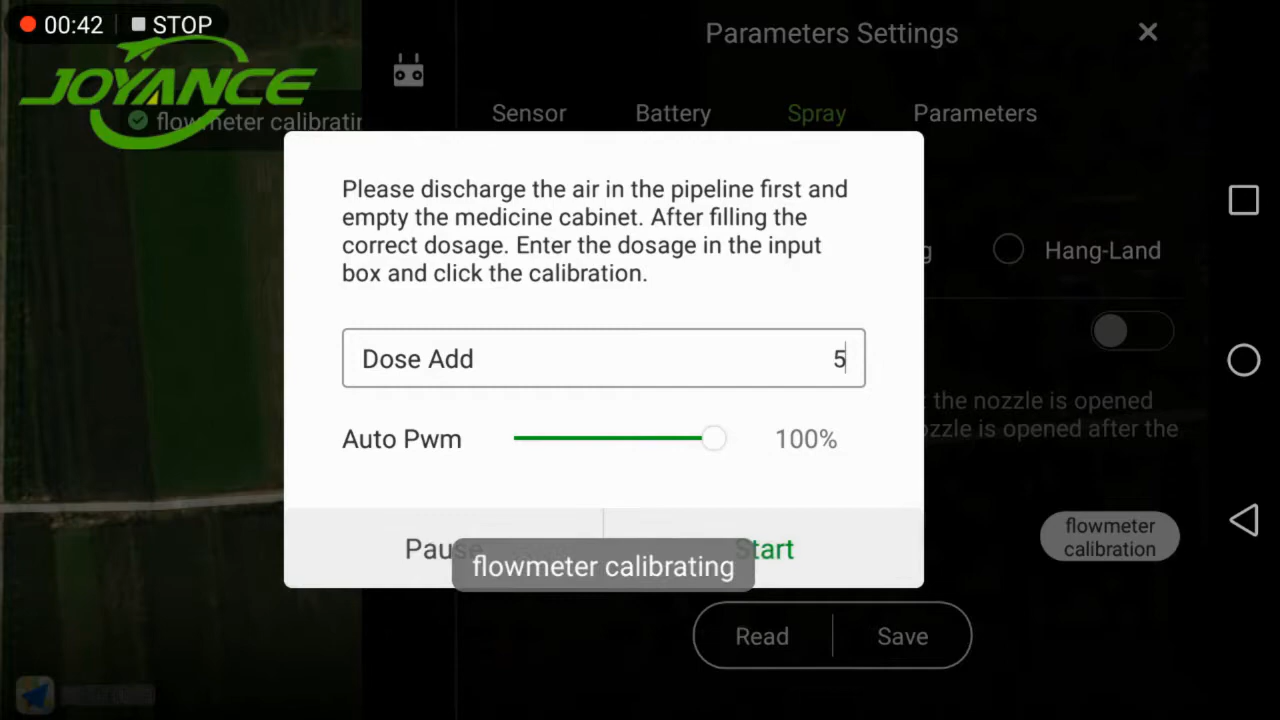 00:42 STOP
JOYANCE
flowmeter calibratin
Parameters Settings
Sensor Battery Spray Parameters
Please discharge the air in the pipeline first and
empty the medicine cabinet. After filling the
correct dosage. Enter the dosage in the input
box and click the calibration.
g Hang-Land
Dose Add 5
the nozzle is opened
nozzle is opened after the
Auto Pwm 100%
Pause Start
flowmeter calibrating
flowmeter
calibration
Read Save